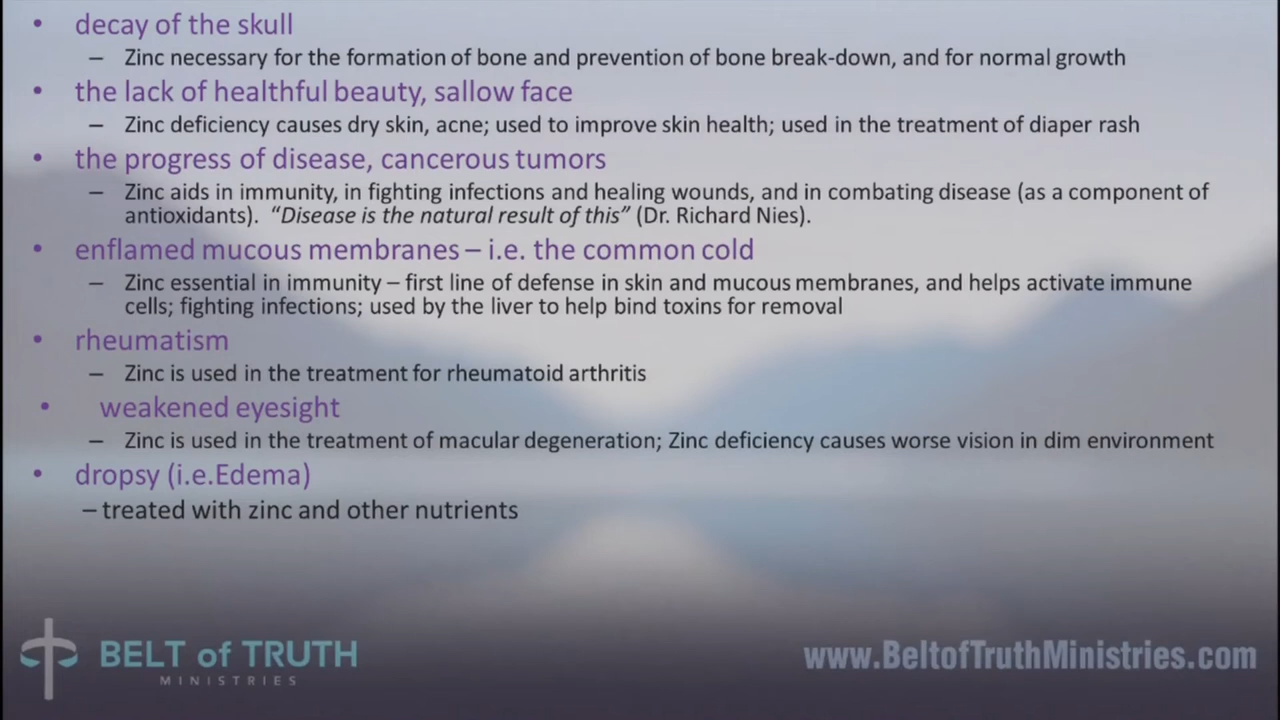 • decay of the skull
– Zinc necessary for the formation of bone and prevention of bone break-down, and for normal growth
• the lack of healthful beauty, sallow face
– Zinc deficiency causes dry skin, acne; used to improve skin health; used in the treatment of diaper rash
• the progress of disease, cancerous tumors
– Zinc aids in immunity, in fighting infections and healing wounds, and in combating disease (as a component of
antioxidants). “Disease is the natural result of this” (Dr. Richard Nies).
• enflamed mucous membranes – i.e. the common cold
– Zinc essential in immunity – first line of defense in skin and mucous membranes, and helps activate immune
cells; fighting infections; used by the liver to help bind toxins for removal
• rheumatism
– Zinc is used in the treatment for rheumatoid arthritis
• weakened eyesight
– Zinc is used in the treatment of macular degeneration; Zinc deficiency causes worse vision in dim environment
• dropsy (i.e.Edema)
– treated with zinc and other nutrients
BELT of TRUTH
MINISTRIES
www.BeltofTruthMinistries.com